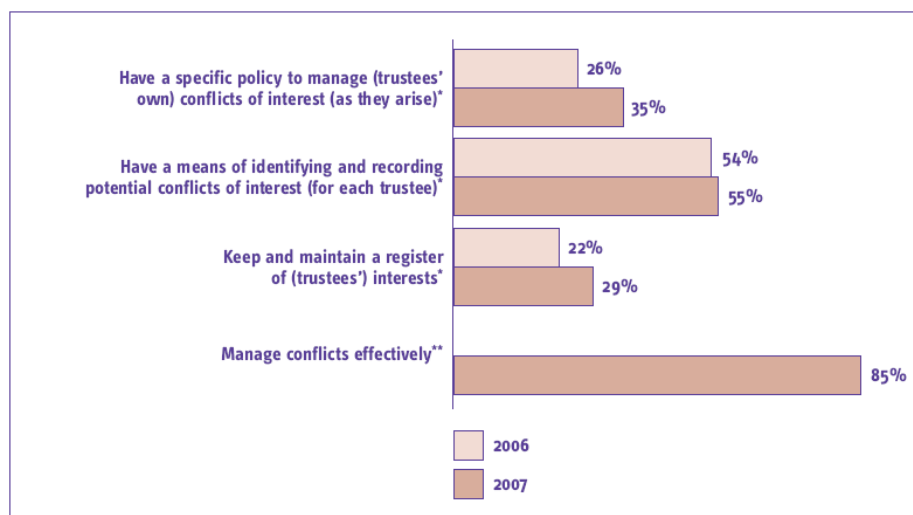 Have a specific policy to manage (trustees’
own) conflicts of interest (as they arise)*
26%
35%
Have a means of identifying and recording
potential conflicts of interest (for each trustee)*
54%
55%
Keep and maintain a register
of (trustees’) interests*
22%
29%
Manage conflicts effectively**
85%
2006
2007